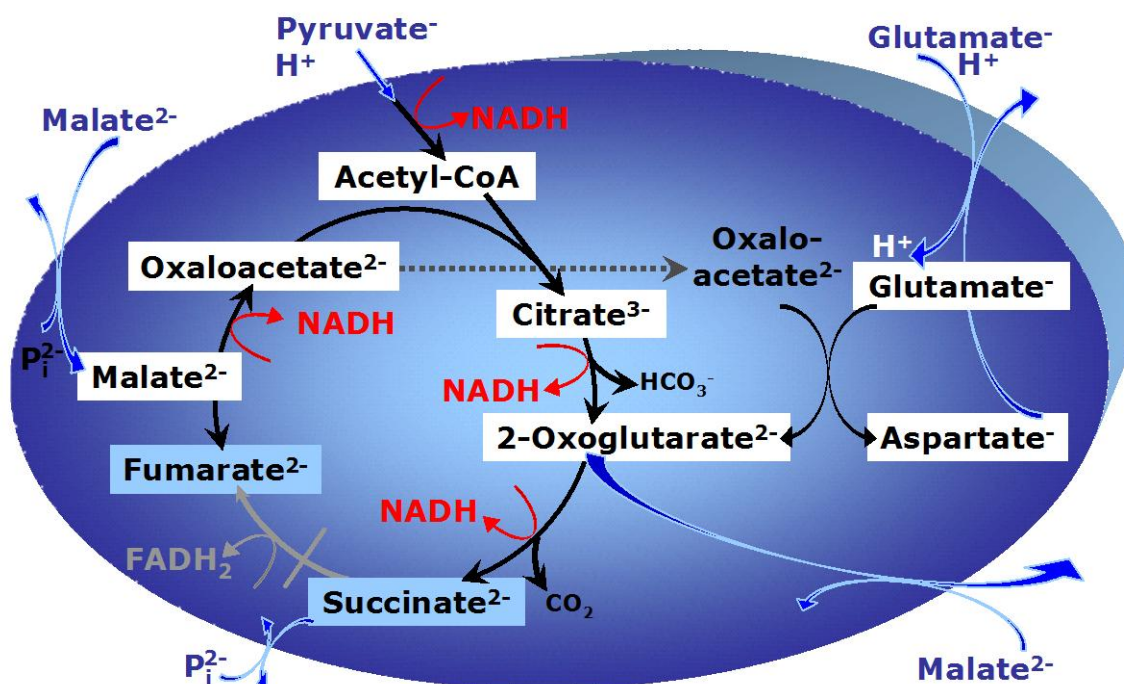 Pyruvate⁻
H⁺
Glutamate⁻
H⁺
Malate²⁻
NADH
Acetyl-CoA
Oxaloacetate²⁻
Oxalo-
acetate²⁻
H⁺
Glutamate⁻
Citrate³⁻
NADH
Pᵢ²⁻
Malate²⁻
NADH
HCO₃⁻
2-Oxoglutarate²⁻
Aspartate⁻
Fumarate²⁻
NADH
FADH₂
Succinate²⁻
CO₂
Pᵢ²⁻
Malate²⁻